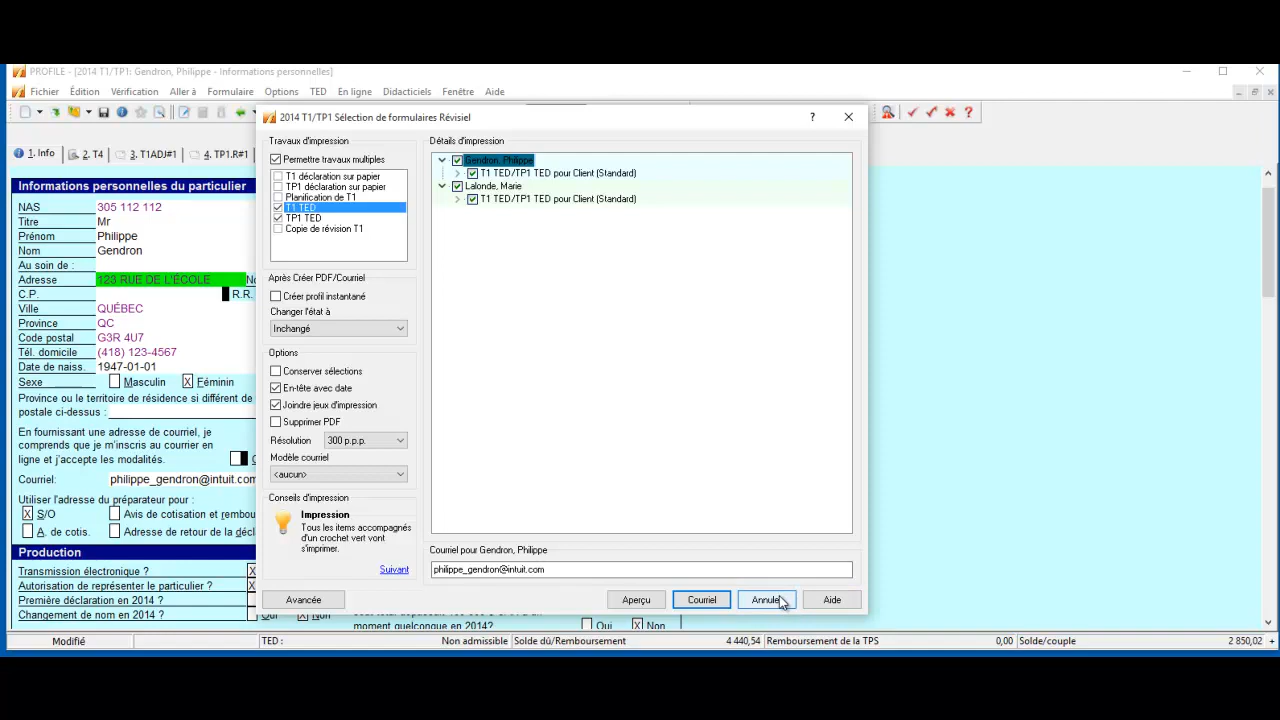 PROFILE - [2014 T1/TP1: Gendron, Philippe - Informations personnelles]
Fichier Édition Vérification Aller à Formulaire Options TED En ligne Didacticiels Fenêtre Aide
1. Info 2. T4 3. T1ADJ#1 4. TP1.R#1
Informations personnelles du particulier
NAS 305 112 112
Titre Mr
Prénom Philippe
Nom Gendron
Au soin de :
Adresse 123 RUE DE L'ÉCOLE
C.P. R.R.
Ville QUÉBEC
Province QC
Code postal G3R 4U7
Tél. domicile (418) 123-4567
Date de naiss. 1947-01-01
Sexe Masculin X Féminin
Province ou le territoire de résidence si différent de
postale ci-dessus :
En fournissant une adresse de courriel, je
comprends que je m'inscris au courrier en
ligne et j'accepte les modalités.
Courriel: philippe_gendron@intuit.com
Utiliser l'adresse du préparateur pour :
X S/O Avis de cotisation et rembou
A. de cotis. Adresse de retour de la décl
Production
Transmission électronique ? X
Autorisation de représenter le particulier ? X
Première déclaration en 2014 ?
Changement de nom en 2014 ? Oui X Non
moment quelconque en 2014? Oui X Non
2014 T1/TP1 Sélection de formulaires Révisiel
Travaux d'impression
Permettre travaux multiples
T1 déclaration sur papier
TP1 déclaration sur papier
Planification de T1
T1 TED
TP1 TED
Copie de révision T1
Après Créer PDF/Courriel
Créer profil instantané
Changer l'état à
Inchangé
Options
Conserver sélections
En-tête avec date
Joindre jeux d'impression
Supprimer PDF
Résolution 300 p.p.p.
Modèle courriel
<aucun>
Conseils d'impression
Impression
Tous les items accompagnés
d'un crochet vert vont
s'imprimer.
Suivant
Détails d'impression
Gendron, Philippe
T1 TED/TP1 TED pour Client (Standard)
Lalonde, Marie
T1 TED/TP1 TED pour Client (Standard)
Courriel pour Gendron, Philippe
philippe_gendron@intuit.com
Avancée Aperçu Courriel Annule Aide
Modifié TED : Non admissible Solde dû/Remboursement 4 440,54 Remboursement de la TPS 0,00 Solde/couple 2 850,02